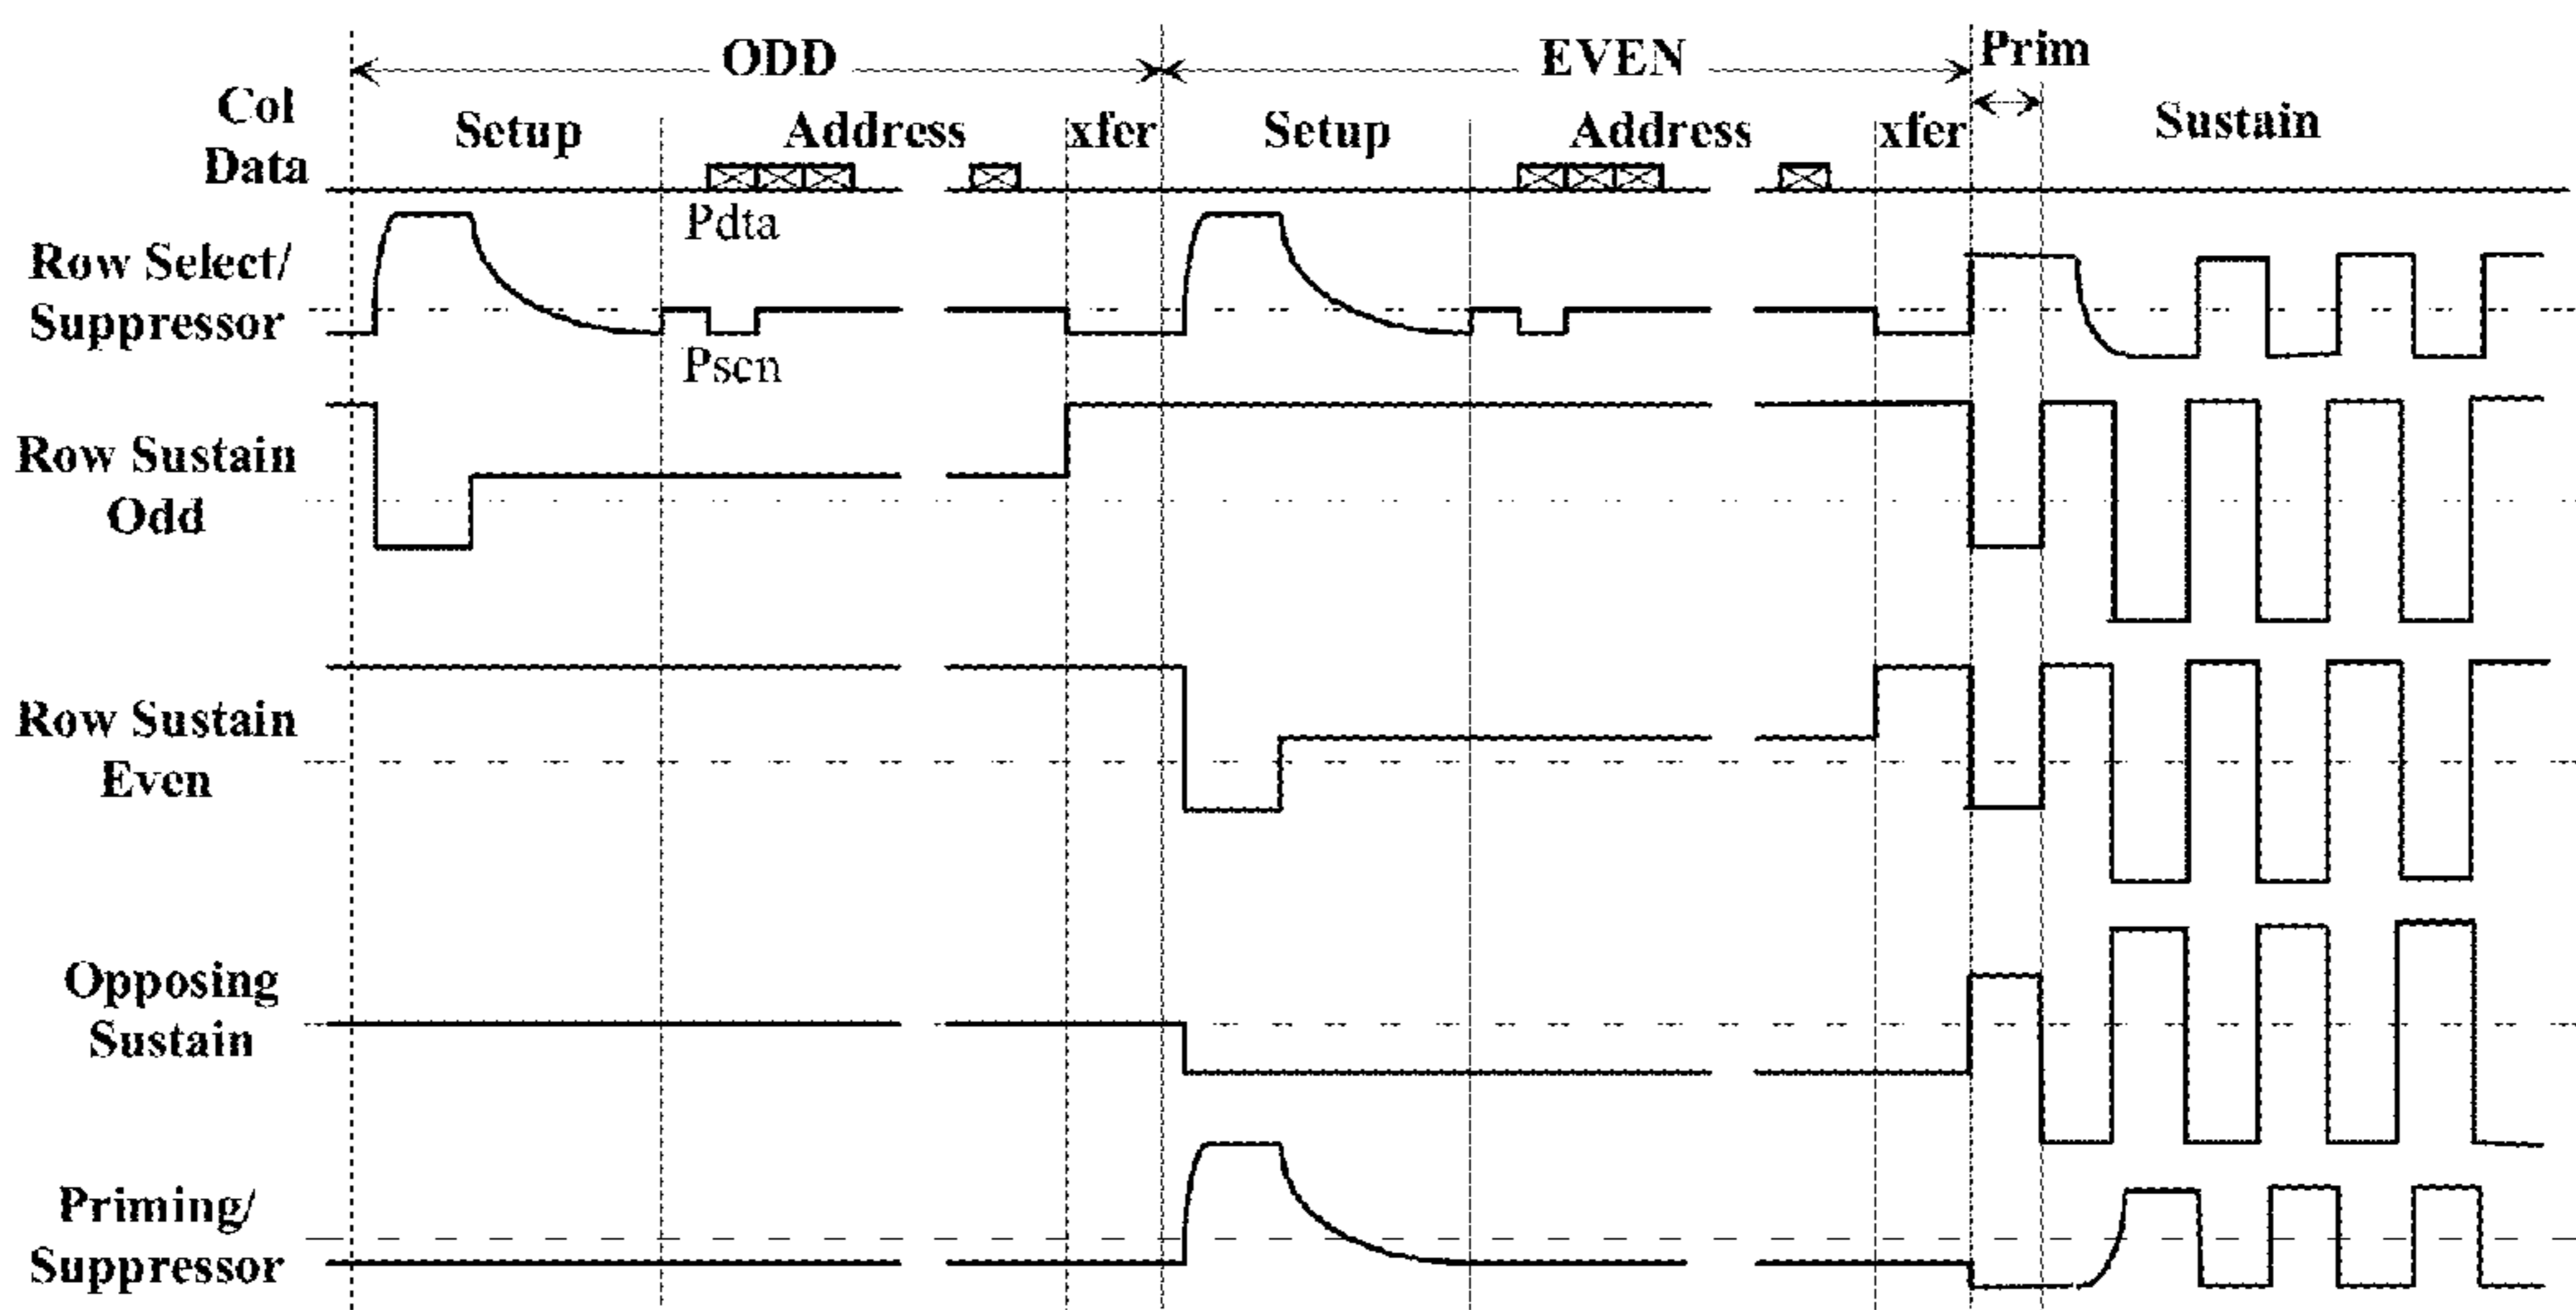 ODD
EVEN
Prim
Col
Data
Setup
Address
xfer
Setup
Address
xfer
Sustain
Pdta
Row Select/
Suppressor
Pscn
Row Sustain
Odd
Row Sustain
Even
Opposing
Sustain
Priming/
Suppressor